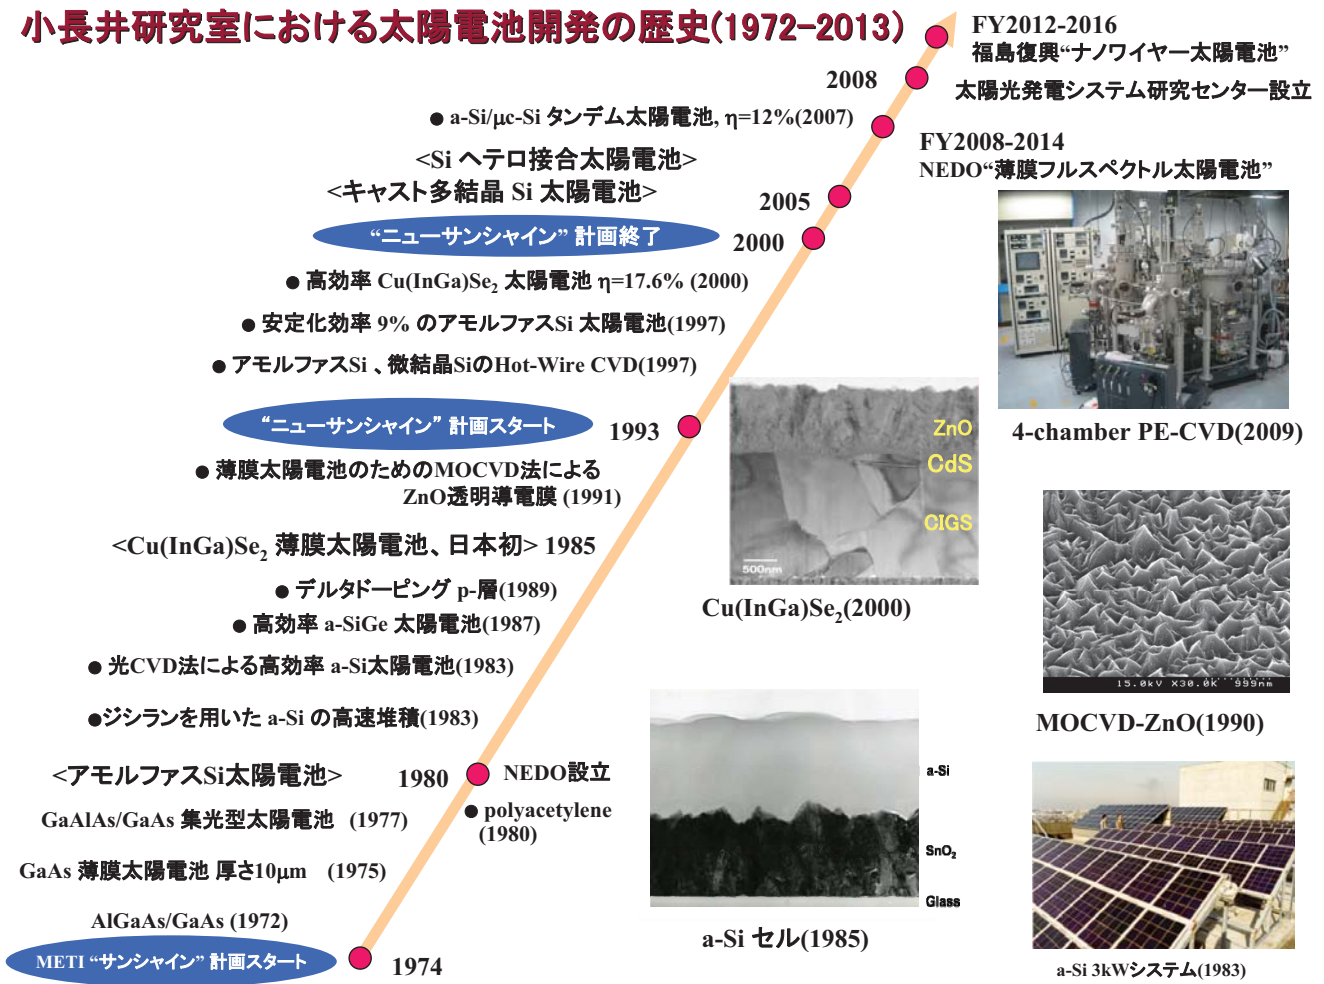 小長井研究室における太陽電池開発の歴史(1972-2013)
FY2012-2016
福島復興“ナノワイヤー太陽電池”
2008
太陽光発電システム研究センター設立
● a-Si/μc-Si タンデム太陽電池, η=12%(2007)
FY2008-2014
NEDO“薄膜フルスペクトル太陽電池”
<Si ヘテロ接合太陽電池>
<キャスト多結晶 Si 太陽電池>
2005
“ニューサンシャイン” 計画終了
2000
● 高効率 Cu(InGa)Se2 太陽電池 η=17.6% (2000)
● 安定化効率 9% のアモルファスSi 太陽電池(1997)
● アモルファスSi 、微結晶SiのHot-Wire CVD(1997)
“ニューサンシャイン” 計画スタート
1993
4-chamber PE-CVD(2009)
● 薄膜太陽電池のためのMOCVD法による
ZnO透明導電膜 (1991)
ZnO
CdS
CIGS
500nm
Cu(InGa)Se2(2000)
<Cu(InGa)Se2 薄膜太陽電池、日本初> 1985
● デルタドーピング p-層(1989)
● 高効率 a-SiGe 太陽電池(1987)
● 光CVD法による高効率 a-Si太陽電池(1983)
●ジシランを用いた a-Si の高速堆積(1983)
15.0kV X30.0K 999nm
MOCVD-ZnO(1990)
<アモルファスSi太陽電池>
1980
NEDO設立
● polyacetylene
(1980)
GaAlAs/GaAs 集光型太陽電池 (1977)
GaAs 薄膜太陽電池 厚さ10μm (1975)
AlGaAs/GaAs (1972)
METI “サンシャイン” 計画スタート
1974
a-Si
SnO2
Glass
a-Si セル(1985)
a-Si 3kWシステム(1983)